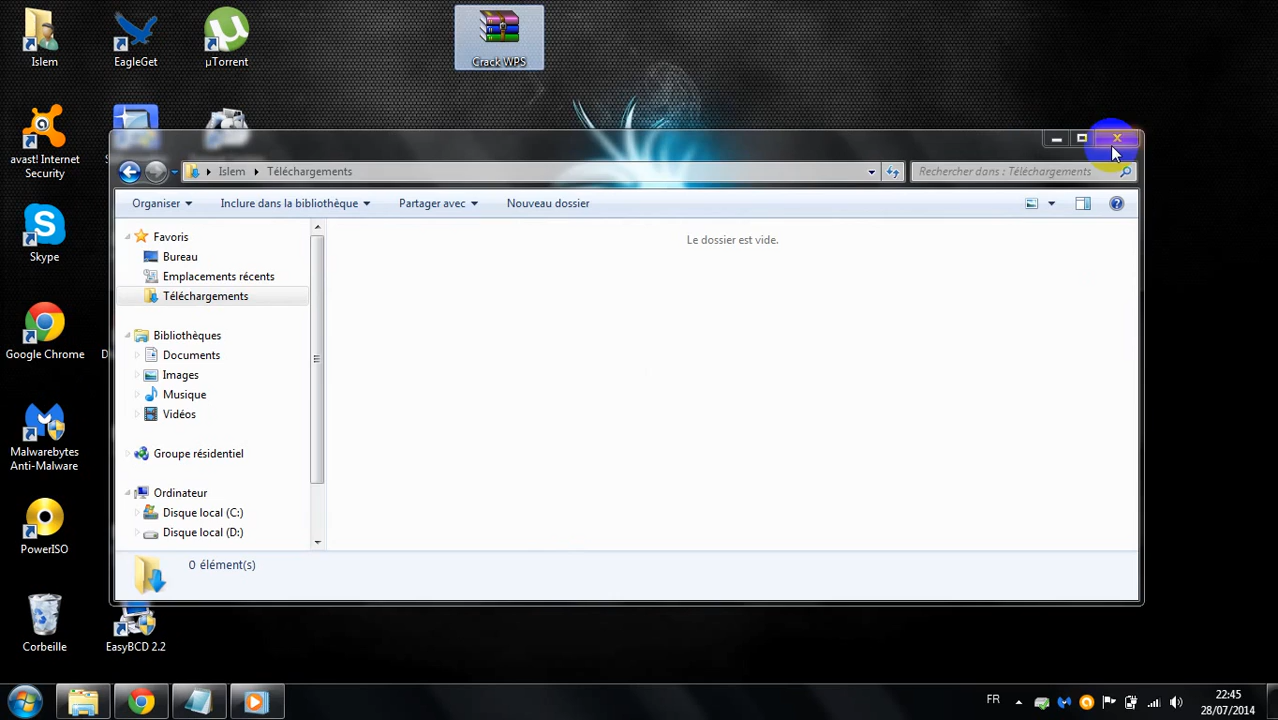 Islem
EagleGet
µTorrent
Crack WPS
avast! Internet
Security
Skype
Google Chrome
Malwarebytes
Anti-Malware
PowerISO
Corbeille
EasyBCD 2.2
Islem
Téléchargements
Rechercher dans : Téléchargements
Organiser
Inclure dans la bibliothèque
Partager avec
Nouveau dossier
Favoris
Bureau
Emplacements récents
Téléchargements
Bibliothèques
Documents
Images
Musique
Vidéos
Groupe résidentiel
Ordinateur
Disque local (C:)
Disque local (D:)
Le dossier est vide.
0 élément(s)
FR
22:45
28/07/2014